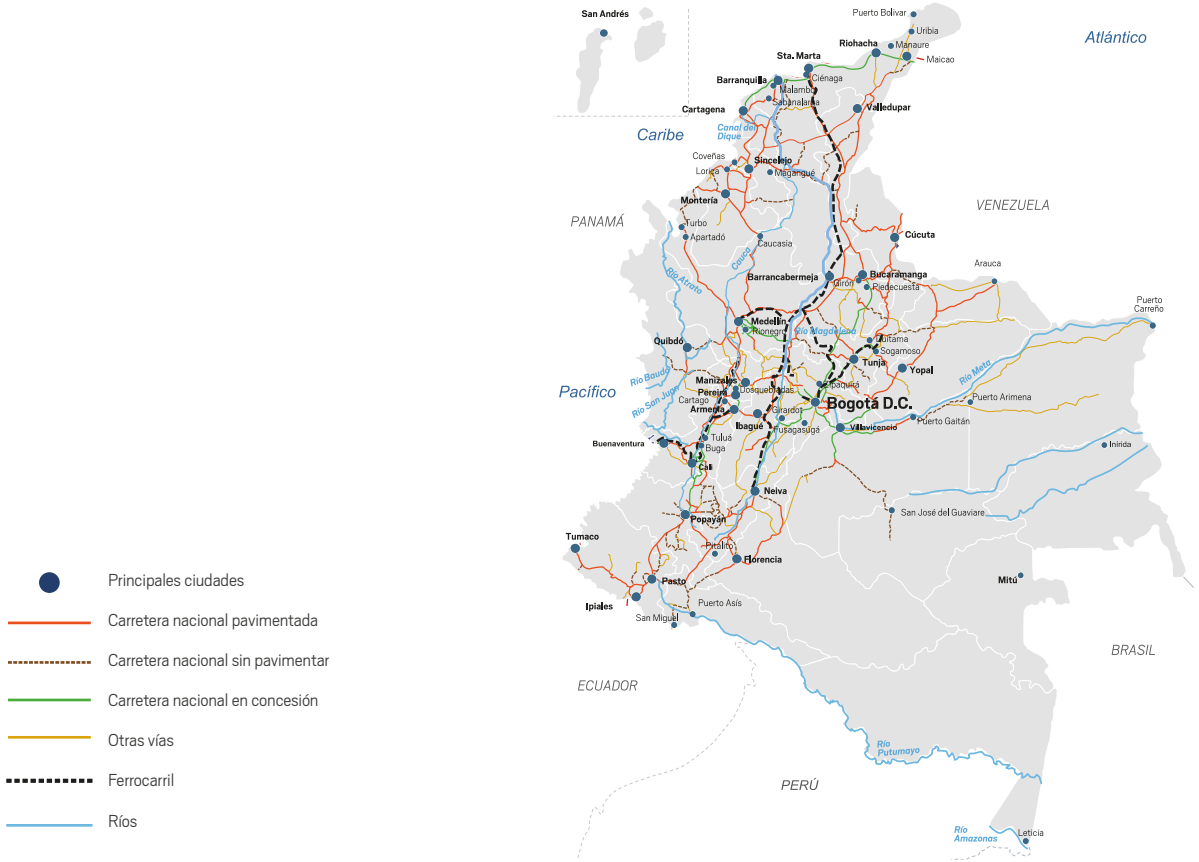 San Andrés
Puerto Bolivar
Uribia
Atlántico
Riohacha
Manaure
Sta. Marta
Maicao
Barranquilla
Ciénaga
Malambo
Sabanalarga
Cartagena
Valledupar
Canal del
Dique
Caribe
Coveñas
Sincelejo
Lorica
Magangué
Montería
VENEZUELA
PANAMÁ
Turbo
Apartadó
Cúcuta
Caucasia
Cauca
Arauca
Río Atrato
Barrancabermeja
Bucaramanga
Girón
Piedecuesta
Puerto
Carreño
Medellín
Rionegro
Río Magdalena
Duitama
Quibdó
Sogamoso
Tunja
Yopal
Río Meta
Río Baudó
Manizales
Zipaquirá
Dosquebradas
Pacífico
Pereira
Cartago
Bogotá D.C.
Puerto Arimena
Río San Juan
Armenia
Girardot
Puerto Gaitán
Ibagué
Fusagasugá
Villavicencio
Buenaventura
Tuluá
Buga
Inírida
Cali
Neiva
San José del Guaviare
Popayán
Tumaco
Pitalito
Florencia
Mitú
Pasto
Ipiales
Puerto Asís
San Miguel
BRASIL
ECUADOR
Río
Putumayo
PERÚ
Río
Amazonas
Leticia
Principales ciudades
Carretera nacional pavimentada
Carretera nacional sin pavimentar
Carretera nacional en concesión
Otras vías
Ferrocarril
Ríos